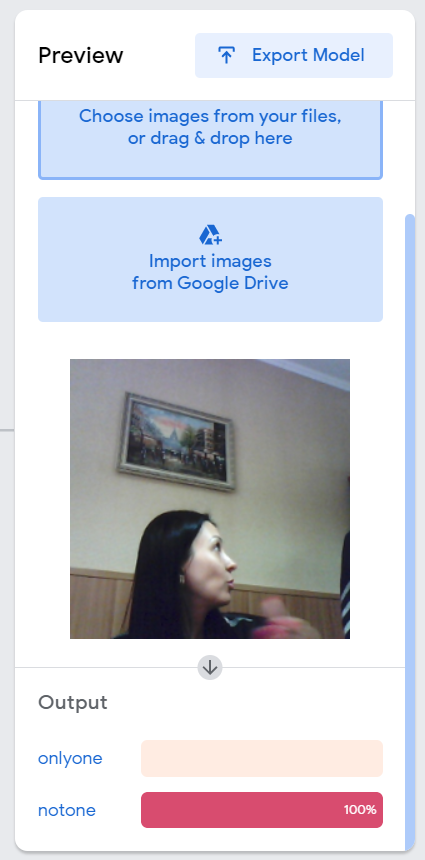 Preview
Export Model
Choose images from your files,
or drag & drop here
Import images
from Google Drive
Output
onlyone
notone
100%